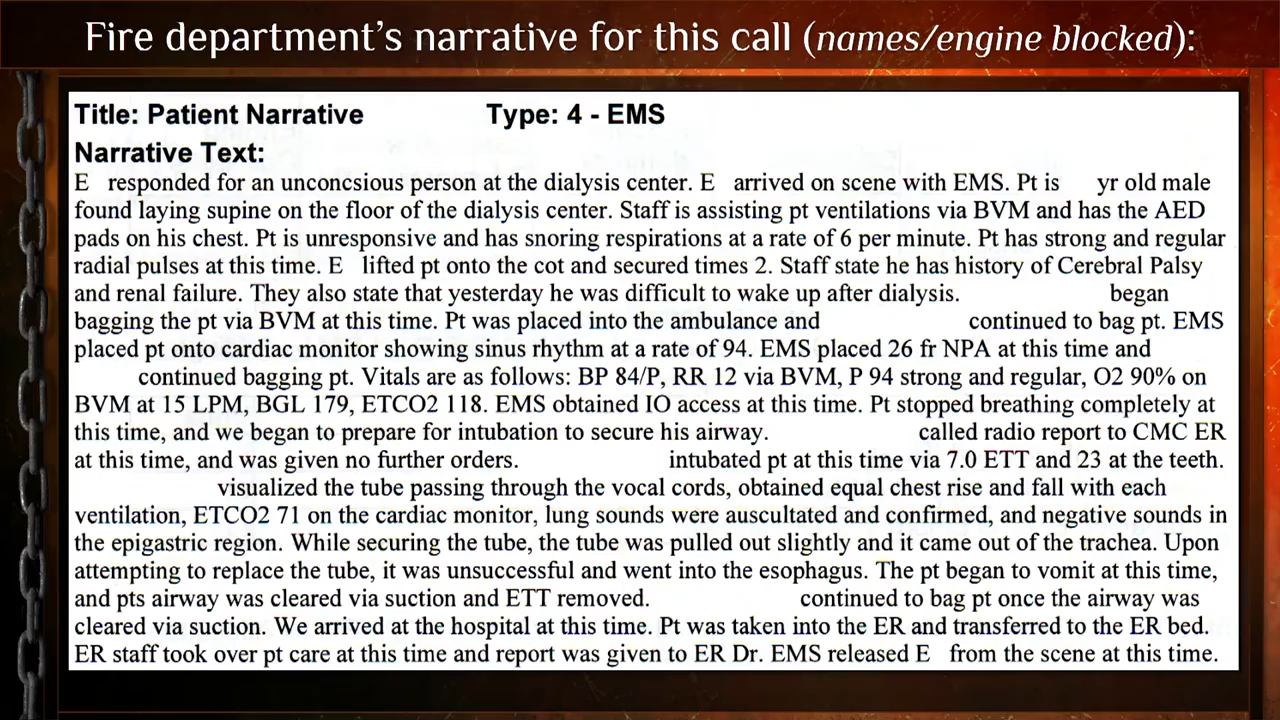 Fire department's narrative for this call (names/engine blocked):
Title: Patient Narrative Type: 4 - EMS
Narrative Text:
E responded for an unconcsious person at the dialysis center. E arrived on scene with EMS. Pt is yr old male
found laying supine on the floor of the dialysis center. Staff is assisting pt ventilations via BVM and has the AED
pads on his chest. Pt is unresponsive and has snoring respirations at a rate of 6 per minute. Pt has strong and regular
radial pulses at this time. E lifted pt onto the cot and secured times 2. Staff state he has history of Cerebral Palsy
and renal failure. They also state that yesterday he was difficult to wake up after dialysis. began
bagging the pt via BVM at this time. Pt was placed into the ambulance and continued to bag pt. EMS
placed pt onto cardiac monitor showing sinus rhythm at a rate of 94. EMS placed 26 fr NPA at this time and
continued bagging pt. Vitals are as follows: BP 84/P, RR 12 via BVM, P 94 strong and regular, O2 90% on
BVM at 15 LPM, BGL 179, ETCO2 118. EMS obtained IO access at this time. Pt stopped breathing completely at
this time, and we began to prepare for intubation to secure his airway. called radio report to CMC ER
at this time, and was given no further orders. intubated pt at this time via 7.0 ETT and 23 at the teeth.
visualized the tube passing through the vocal cords, obtained equal chest rise and fall with each
ventilation, ETCO2 71 on the cardiac monitor, lung sounds were auscultated and confirmed, and negative sounds in
the epigastric region. While securing the tube, the tube was pulled out slightly and it came out of the trachea. Upon
attempting to replace the tube, it was unsuccessful and went into the esophagus. The pt began to vomit at this time,
and pts airway was cleared via suction and ETT removed. continued to bag pt once the airway was
cleared via suction. We arrived at the hospital at this time. Pt was taken into the ER and transferred to the ER bed.
ER staff took over pt care at this time and report was given to ER Dr. EMS released E from the scene at this time.